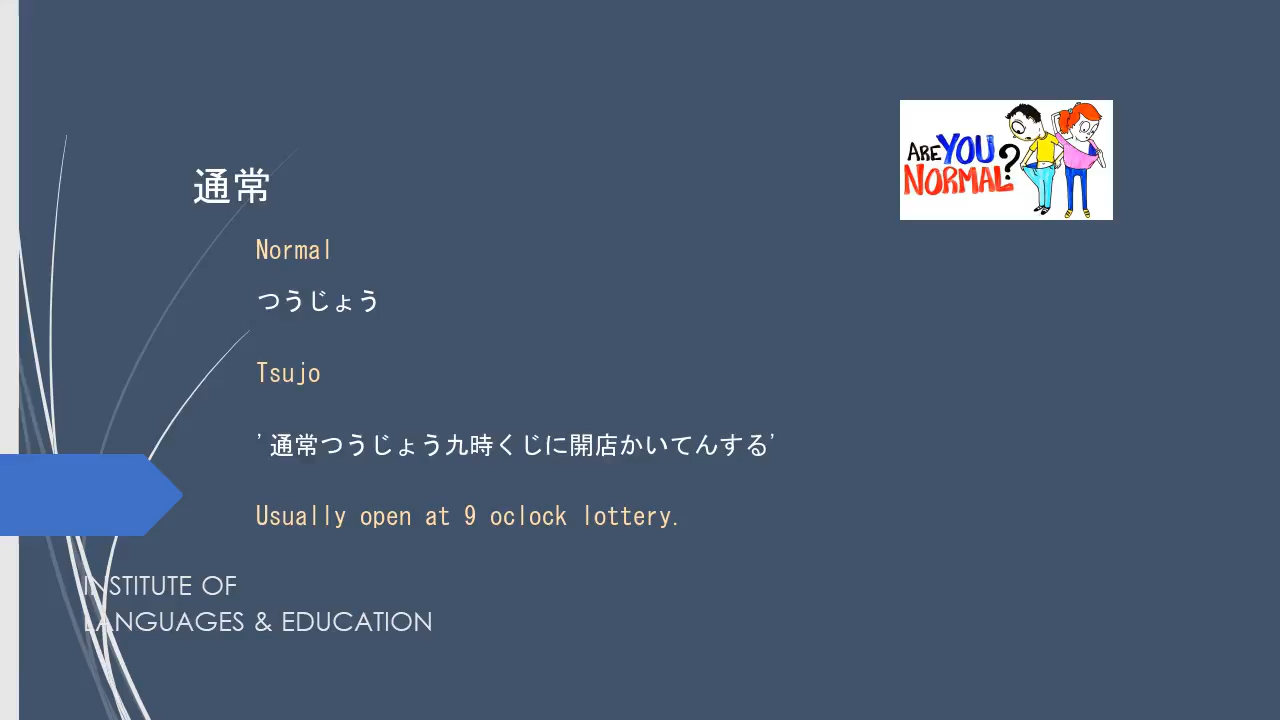 通常
ARE YOU
NORMAL?
Normal
つうじょう
Tsujo
'通常つうじょう九時くじに開店かいてんする'
Usually open at 9 oclock lottery.
INSTITUTE OF
LANGUAGES & EDUCATION